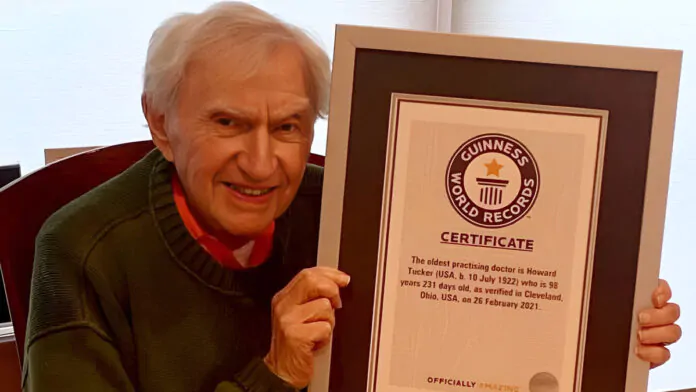 GUINNESS
WORLD RECORDS
CERTIFICATE
The oldest practising doctor is Howard
Tucker (USA, b. 10 July 1922) who is 98
years 231 days old, as verified in Cleveland,
Ohio, USA, on 26 February 2021.
OFFICIALLY AMAZING